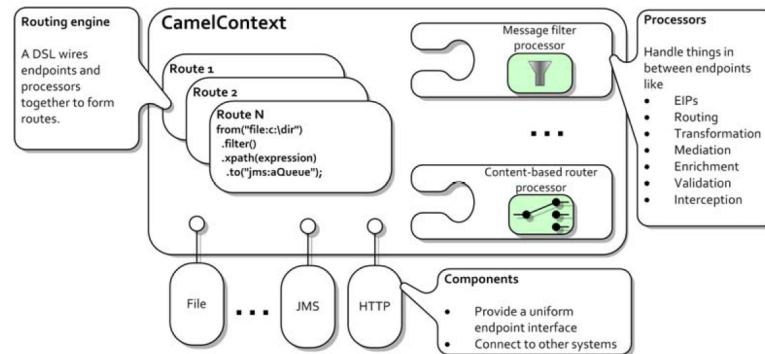 Routing engine
A DSL wires
endpoints and
processors
together to form
routes.
CamelContext
Route 1
Route 2
Route N
from("file:c:\dir")
.filter()
.xpath(expression)
.to("jms:aQueue");
Message filter
processor
...
Content-based router
processor
Processors
Handle things in
between endpoints
like
• EIPs
• Routing
• Transformation
• Mediation
• Enrichment
• Validation
• Interception
File
...
JMS
HTTP
Components
• Provide a uniform
endpoint interface
• Connect to other systems